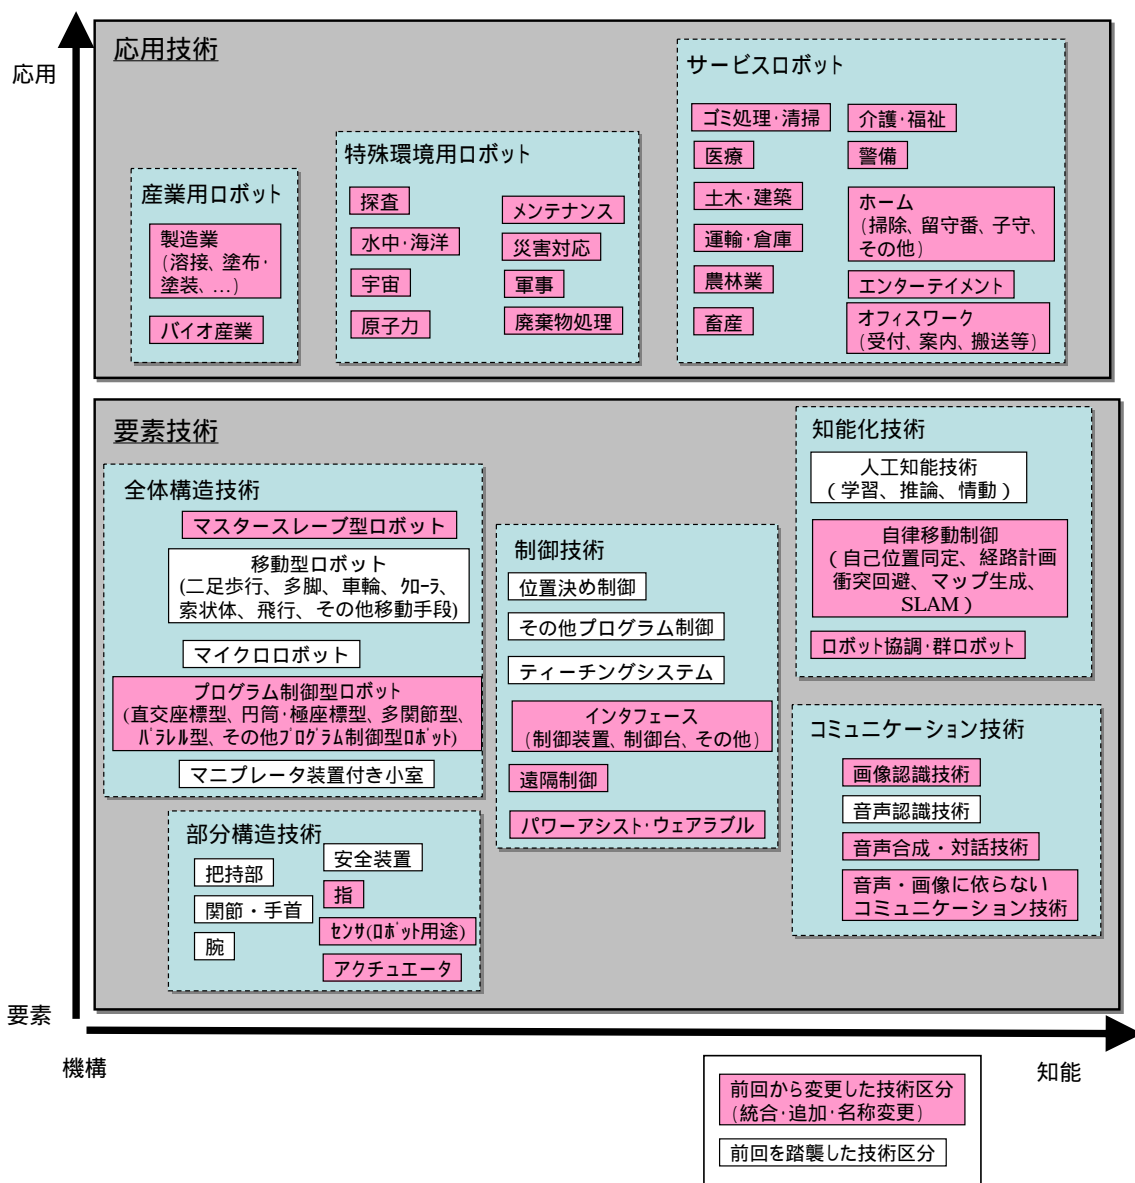 応用
応用技術
産業用ロボット
製造業
(溶接、塗布・
塗装、…)
バイオ産業
特殊環境用ロボット
探査
水中・海洋
宇宙
原子力
メンテナンス
災害対応
軍事
廃棄物処理
サービスロボット
ゴミ処理・清掃
医療
土木・建築
運輸・倉庫
農林業
畜産
介護・福祉
警備
ホーム
(掃除、留守番、子守、
その他)
エンターテイメント
オフィスワーク
(受付、案内、搬送等)
要素技術
全体構造技術
マスタースレーブ型ロボット
移動型ロボット
(二足歩行、多脚、車輪、クローラ、
索状体、飛行、その他移動手段)
マイクロロボット
プログラム制御型ロボット
(直交座標型、円筒・極座標型、多関節型、
パラレル型、その他プログラム制御型ロボット)
マニプレータ装置付き小室
部分構造技術
把持部
関節・手首
腕
安全装置
指
センサ(ロボット用途)
アクチュエータ
制御技術
位置決め制御
その他プログラム制御
ティーチングシステム
インタフェース
(制御装置、制御台、その他)
遠隔制御
パワーアシスト・ウェアラブル
知能化技術
人工知能技術
(学習、推論、情動)
自律移動制御
(自己位置同定、経路計画
衝突回避、マップ生成、
SLAM)
ロボット協調・群ロボット
コミュニケーション技術
画像認識技術
音声認識技術
音声合成・対話技術
音声・画像に依らない
コミュニケーション技術
要素
機構
知能
前回から変更した技術区分
(統合・追加・名称変更)
前回を踏襲した技術区分